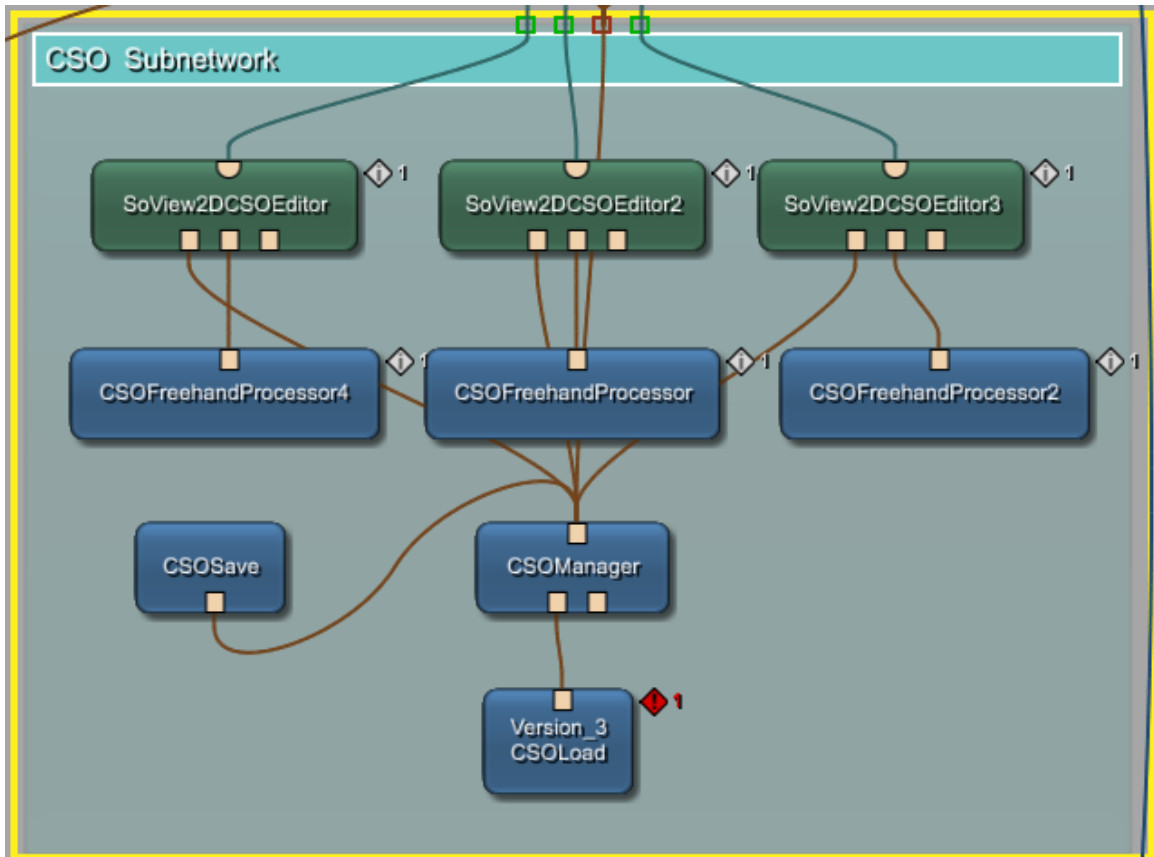 CSO Subnetwork
SoView2DCSOEditor
1
SoView2DCSOEditor2
1
SoView2DCSOEditor3
1
CSOFreehandProcessor4
1
CSOFreehandProcessor
1
CSOFreehandProcessor2
1
CSOSave
CSOManager
Version_3
CSOLoad
1